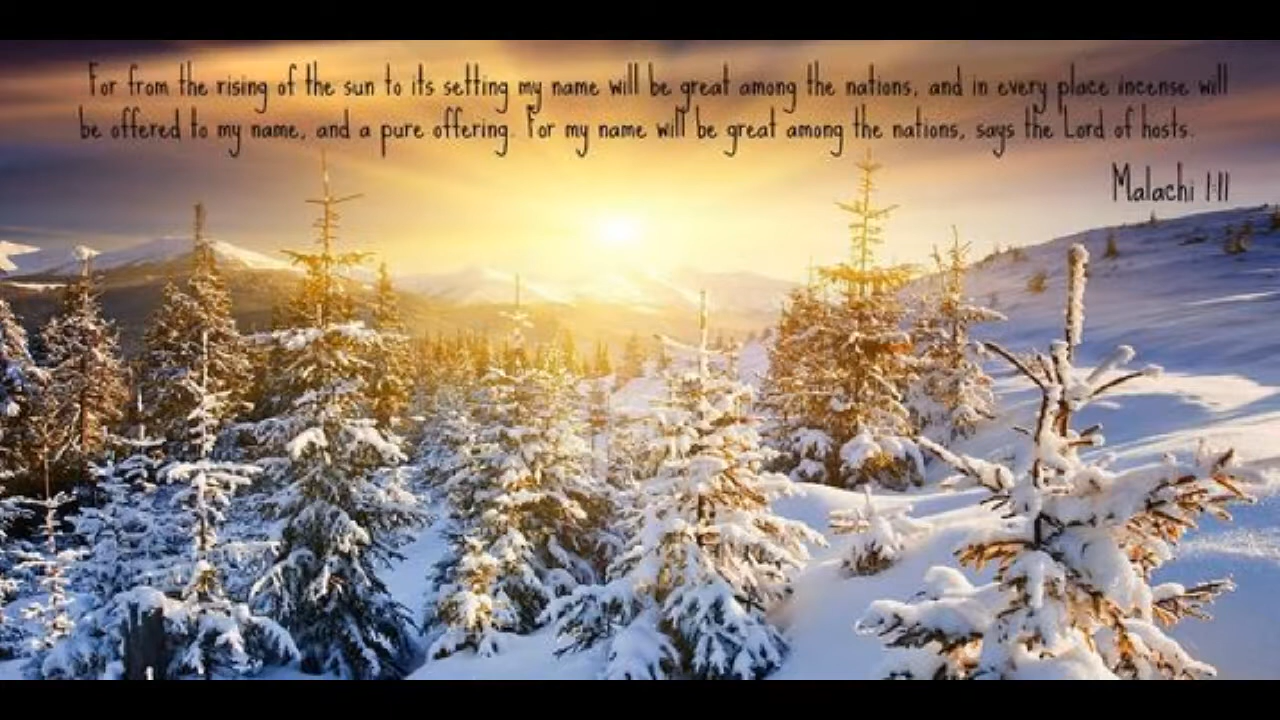 For from the rising of the sun to its setting my name will be great among the nations, and in every place incense will
be offered to my name, and a pure offering. For my name will be great among the nations, says the Lord of hosts.
Malachi 1:11